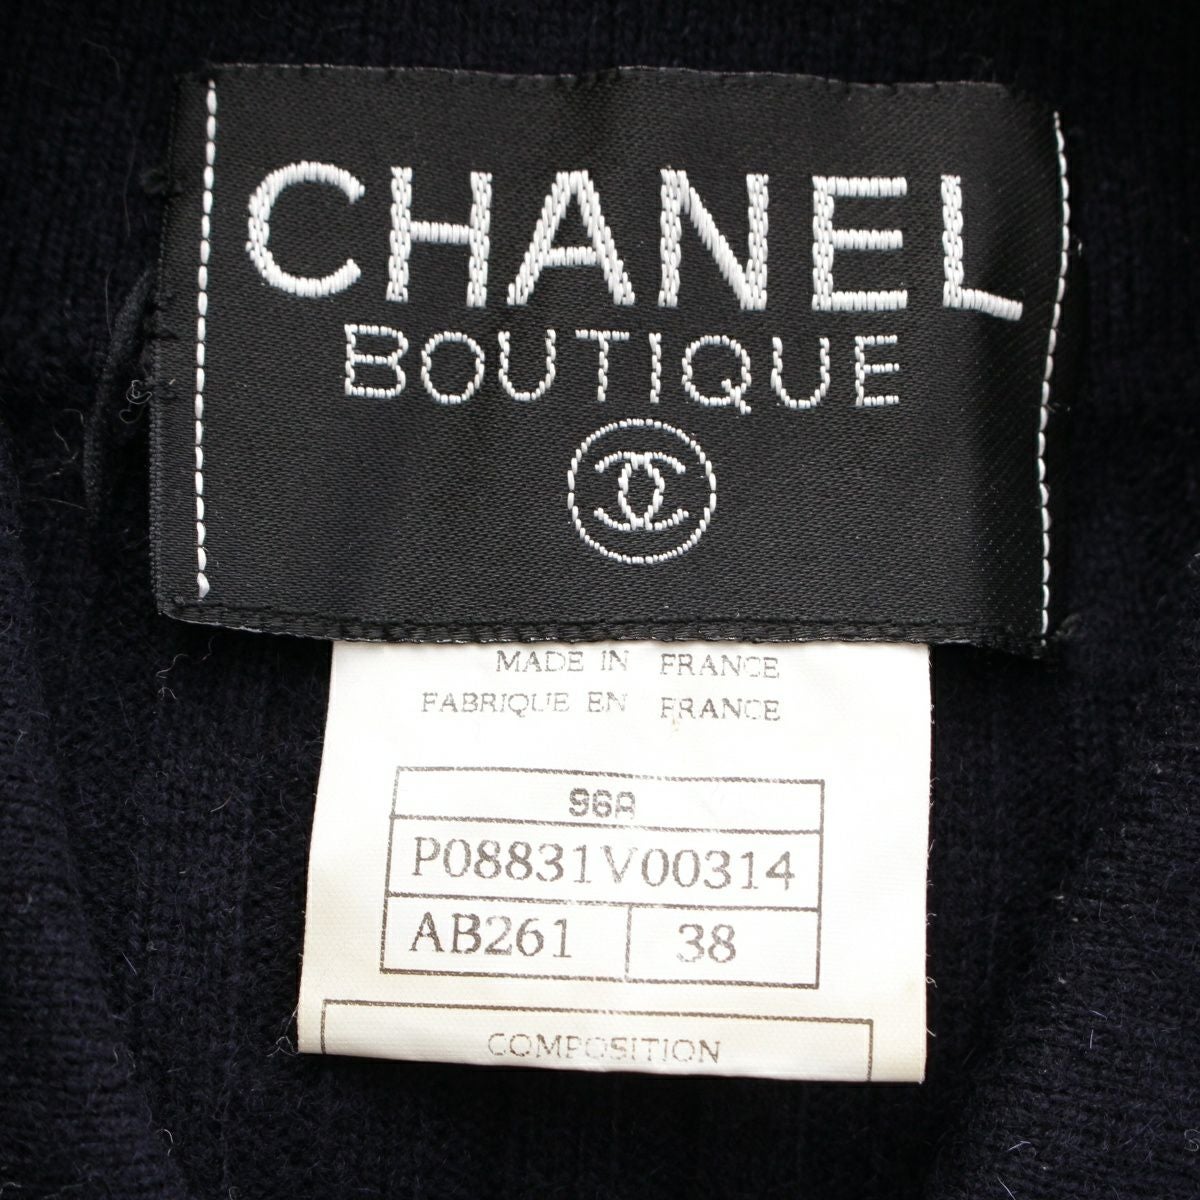 CHANEL
BOUTIQUE
MADE IN FRANCE
FABRIQUE EN FRANCE
96A
P08831V00314
AB261 38
COMPOSITION